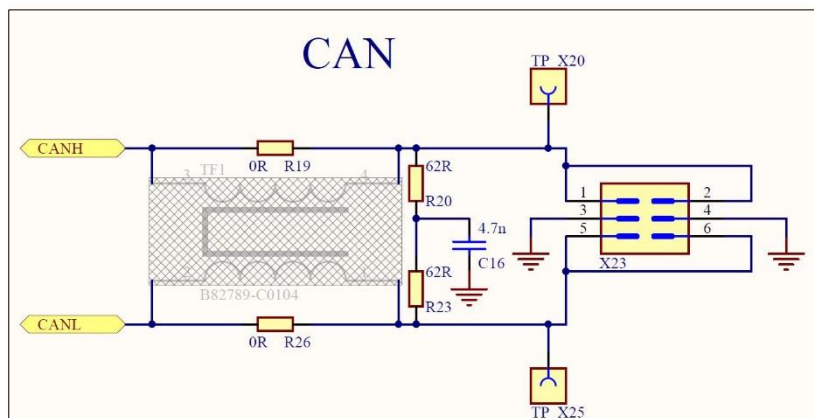 CAN
TP X20
CANH
TF1
3
4
0R R19
62R
R20
4.7n
C16
1 2
3 4
5 6
X23
62R
R23
2
1
B82789-C0104
CANL
0R R26
TP X25